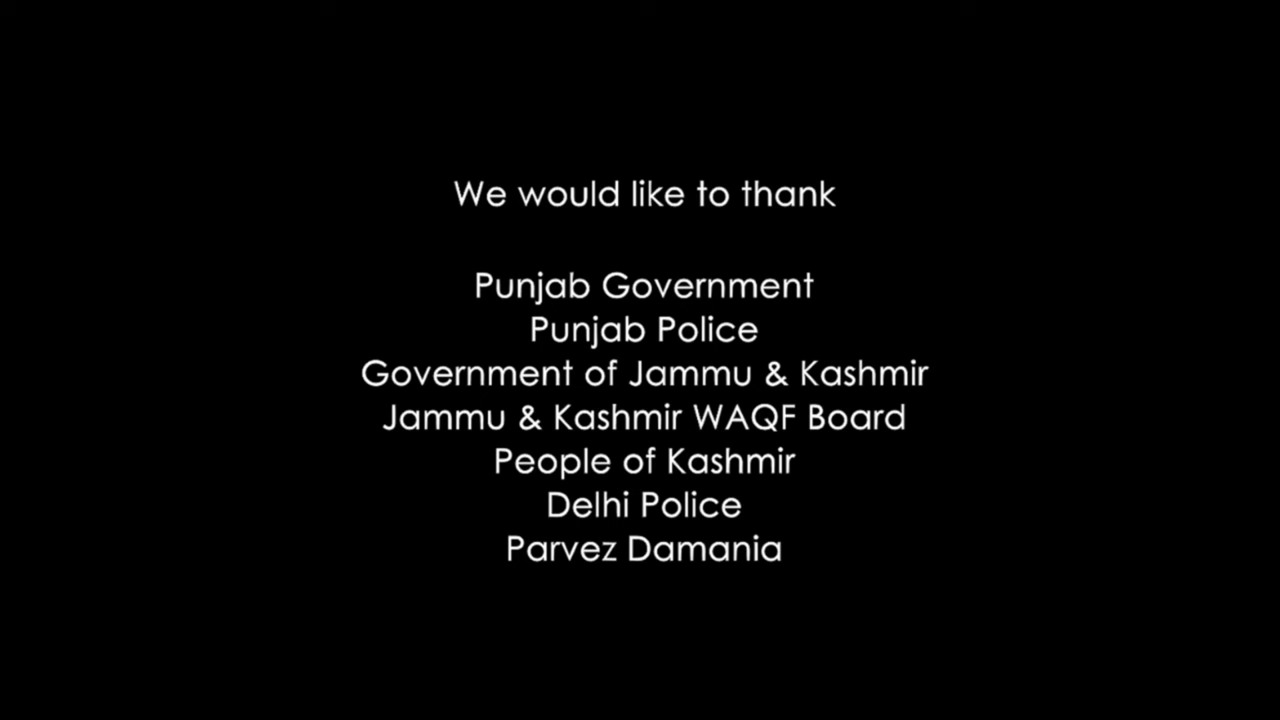 We would like to thank
Punjab Government
Punjab Police
Government of Jammu & Kashmir
Jammu & Kashmir WAQF Board
People of Kashmir
Delhi Police
Parvez Damania